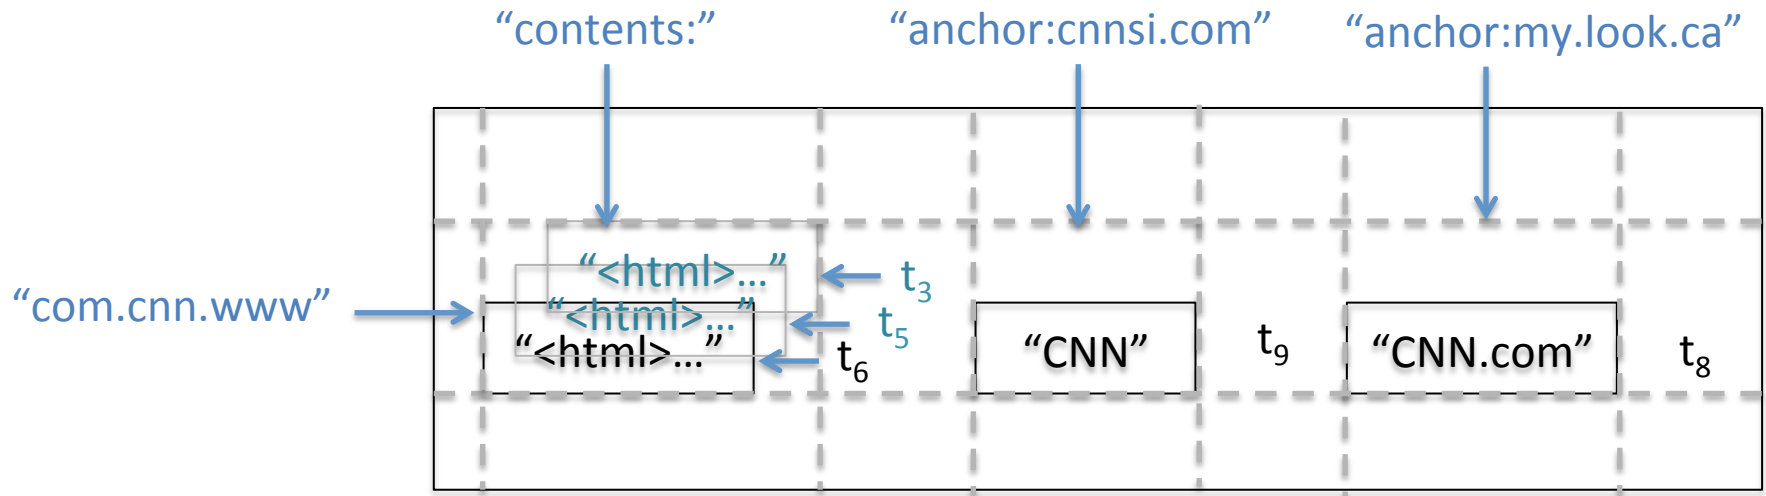 “contents:”
“anchor:cnnsi.com”
“anchor:my.look.ca”
“<html>...”
t₃
“com.cnn.www”
“<html>...”
t₅
“<html>...”
t₆
“CNN”
t₉
“CNN.com”
t₈